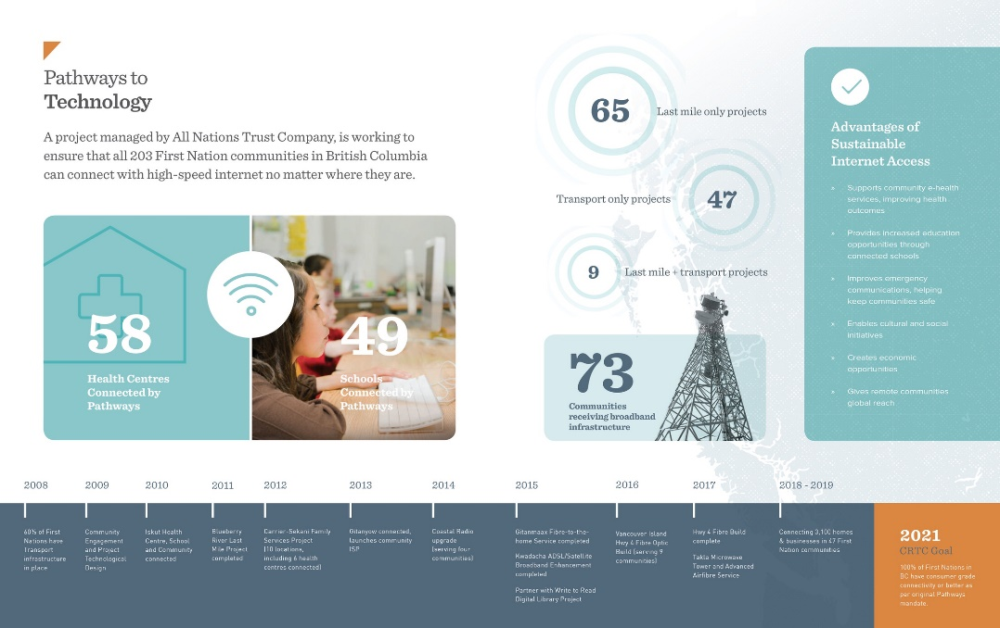 Pathways to
Technology
A project managed by All Nations Trust Company, is working to
ensure that all 203 First Nation communities in British Columbia
can connect with high-speed internet no matter where they are.
58
Health Centres
Connected by
Pathways
49
Schools
Connected by
Pathways
65
Last mile only projects
Transport only projects
47
9
Last mile + transport projects
73
Communities
receiving broadband
infrastructure
Advantages of
Sustainable
Internet Access
» Supports community e-health
services, improving health
outcomes
» Provides increased education
opportunities through
connected schools
» Improves emergency
communications, helping
keep communities safe
» Enables cultural and social
initiatives
» Creates economic
opportunities
» Gives remote communities
global reach
2008
60% of First
Nations have
Transport
infrastructure
in place
2009
Community
Engagement
and Project
Technological
Design
2010
Iskut Health
Centre, School
and Community
connected
2011
Blueberry
River Last
Mile Project
completed
2012
Carrier-Sekani Family
Services Project
(10 locations,
including 6 health
centres connected)
2013
Gitanyow connected,
launches community
ISP
2014
Coastal Radio
upgrade
(serving four
communities)
2015
Gitanmaax Fibre-to-the-
home Service completed
Kwadacha ADSL/Satellite
Broadband Enhancement
completed
Partner with Write to Read
Digital Library Project
2016
Vancouver Island
Hwy 4 Fibre Optic
Build (serving 9
communities)
2017
Hwy 4 Fibre Build
complete
Takla Microwave
Tower and Advanced
Airfibre Service
2018 - 2019
Connecting 3,100 homes
& businesses in 47 First
Nation communities
2021
CRTC Goal
100% of First Nations in
BC have consumer grade
connectivity or better as
per original Pathways
mandate.